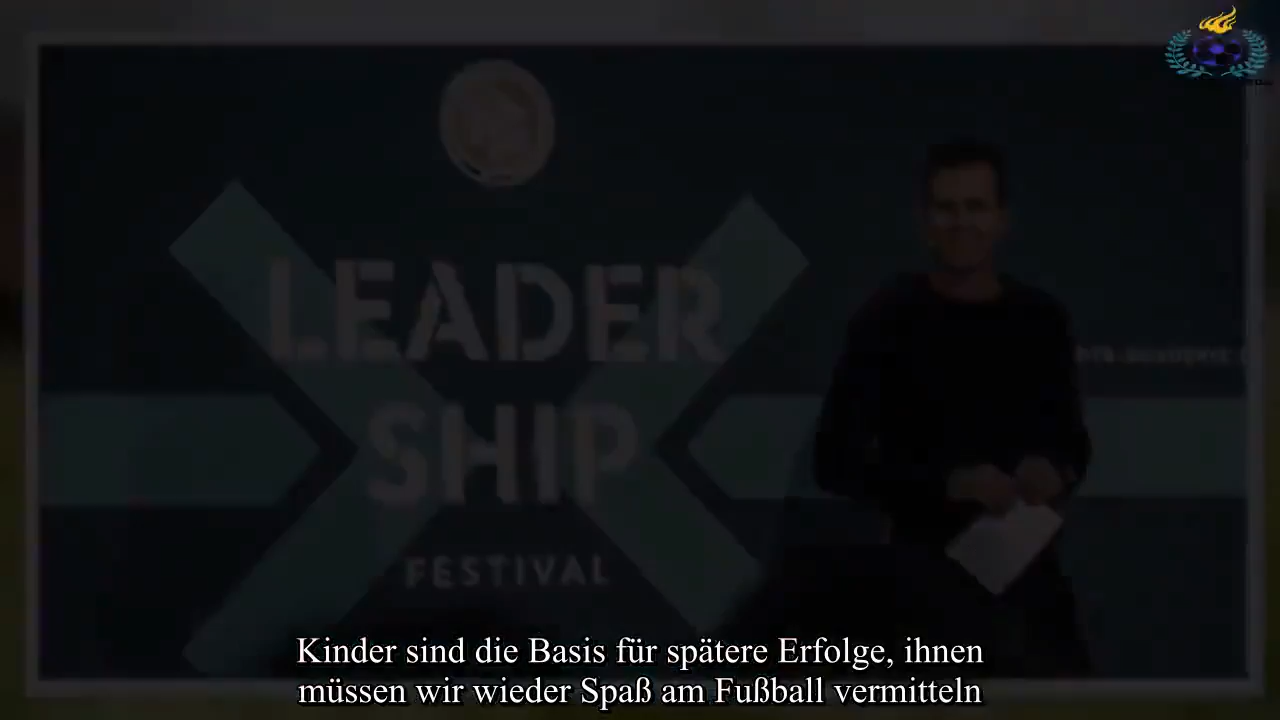 LEADER
SHIP
FESTIVAL
Kinder sind die Basis für spätere Erfolge, ihnen
müssen wir wieder Spaß am Fußball vermitteln